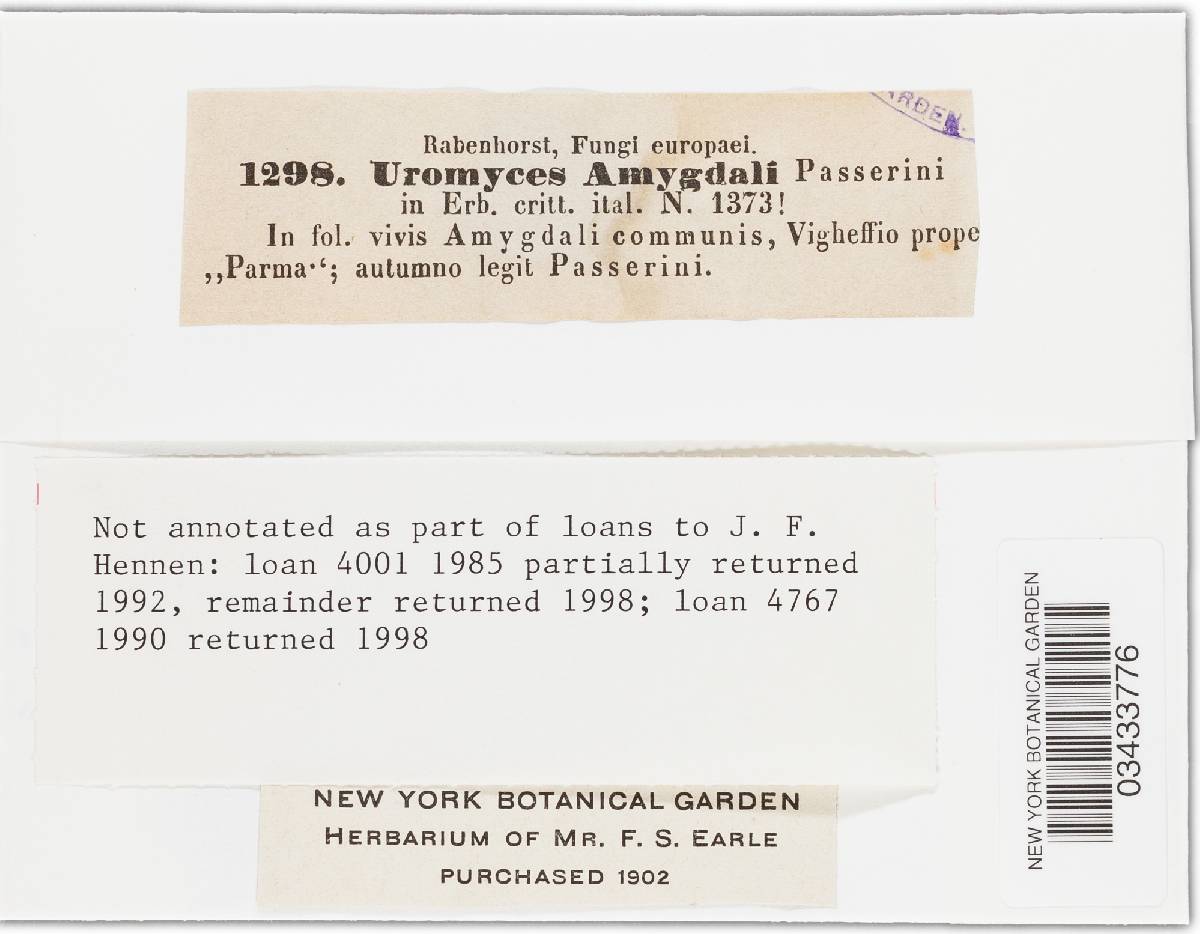 ARDEN.
Rabenhorst, Fungi europaei.
1298. Uromyces Amygdali Passerini
in Erb. critt. ital. N. 1373!
In fol. vivis Amygdali communis, Vigheffio prope
„Parma“; autumno legit Passerini.
Not annotated as part of loans to J. F.
Hennen: loan 4001 1985 partially returned
1992, remainder returned 1998; loan 4767
1990 returned 1998
NEW YORK BOTANICAL GARDEN
HERBARIUM OF MR. F. S. EARLE
PURCHASED 1902
NEW YORK BOTANICAL GARDEN
03433776